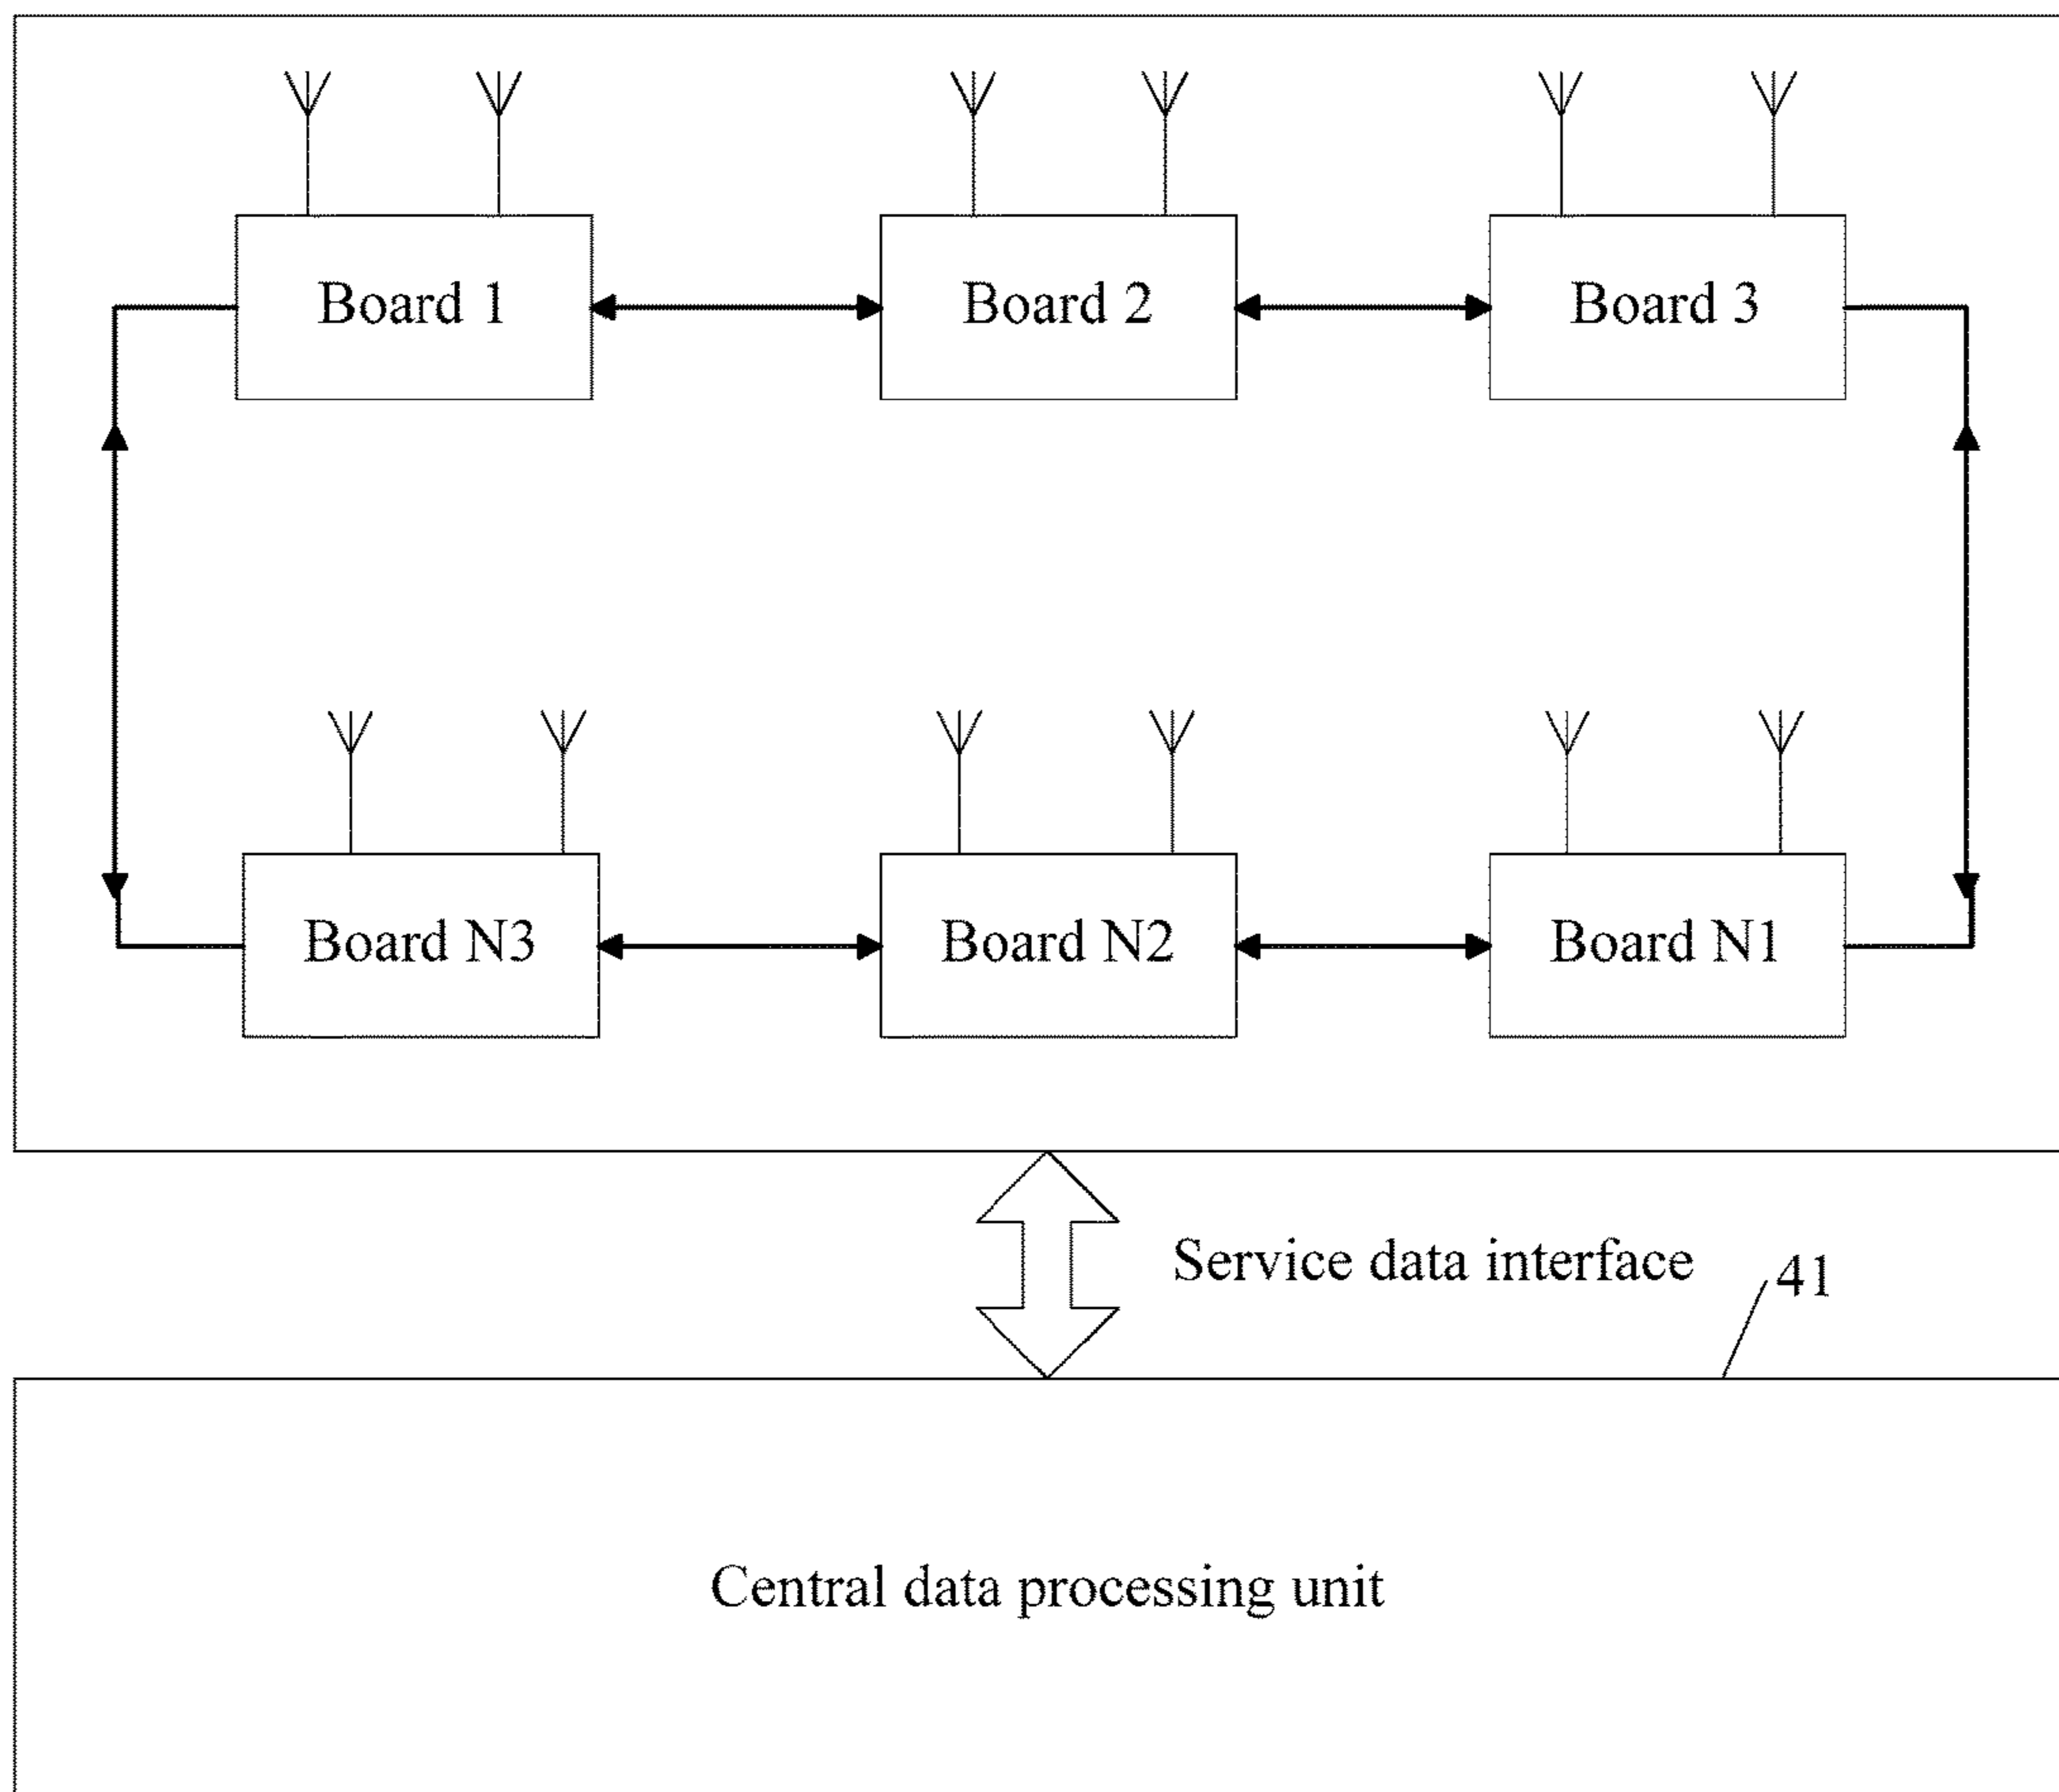 Board 1
Board 2
Board 3
Board N3
Board N2
Board N1
Service data interface
41
Central data processing unit